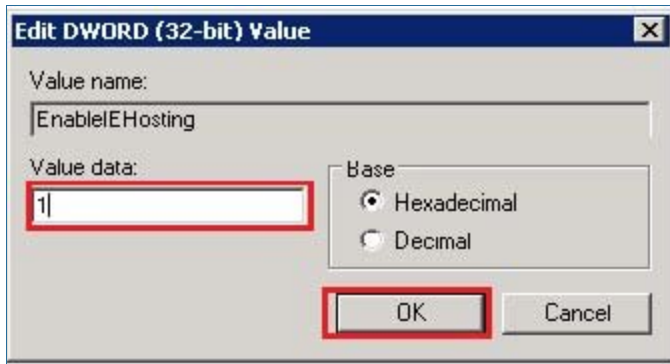 Edit DWORD (32-bit) Value
Value name:
EnableIEHosting
Value data:
1
Base
Hexadecimal
Decimal
OK
Cancel